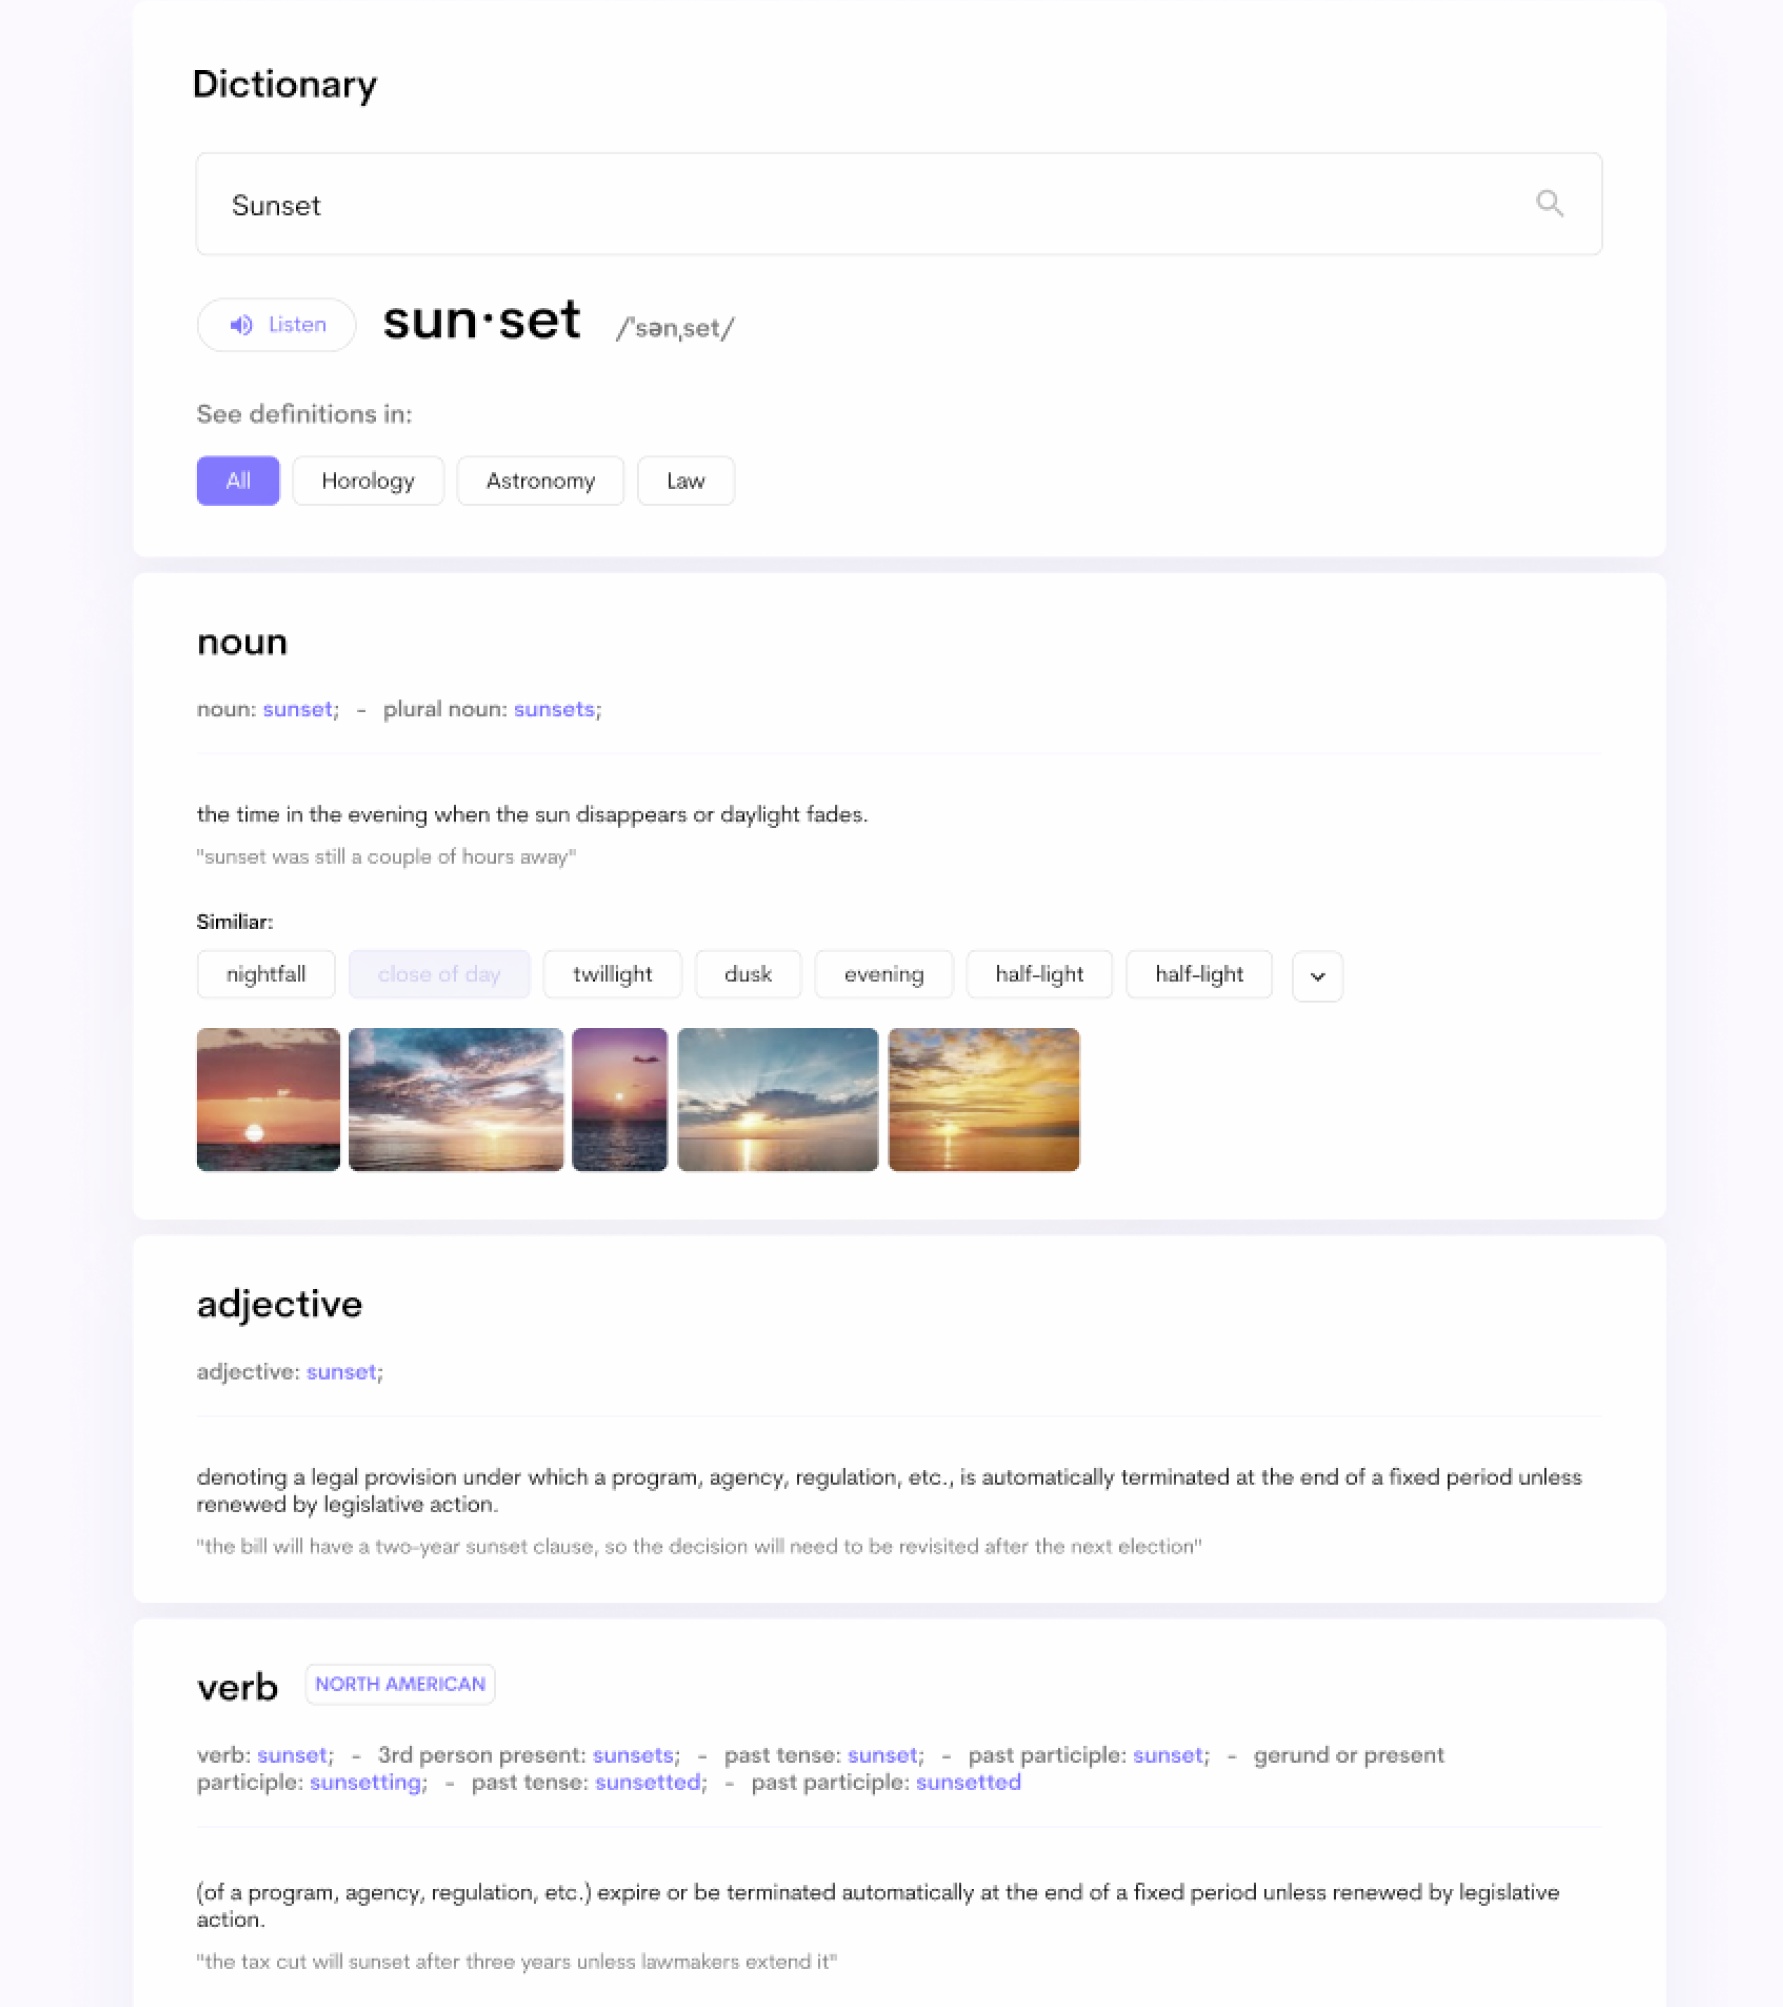 Dictionary
Sunset
Listen sun·set /ˈsənˌset/
See definitions in:
All Horology Astronomy Law
noun
noun: sunset; - plural noun: sunsets;
the time in the evening when the sun disappears or daylight fades.
"sunset was still a couple of hours away"
Similiar:
nightfall close of day twillight dusk evening half-light half-light
adjective
adjective: sunset;
denoting a legal provision under which a program, agency, regulation, etc., is automatically terminated at the end of a fixed period unless
renewed by legislative action.
"the bill will have a two-year sunset clause, so the decision will need to be revisited after the next election"
verb NORTH AMERICAN
verb: sunset; - 3rd person present: sunsets; - past tense: sunset; - past participle: sunset; - gerund or present
participle: sunsetting; - past tense: sunsetted; - past participle: sunsetted
(of a program, agency, regulation, etc.) expire or be terminated automatically at the end of a fixed period unless renewed by legislative
action.
"the tax cut will sunset after three years unless lawmakers extend it"